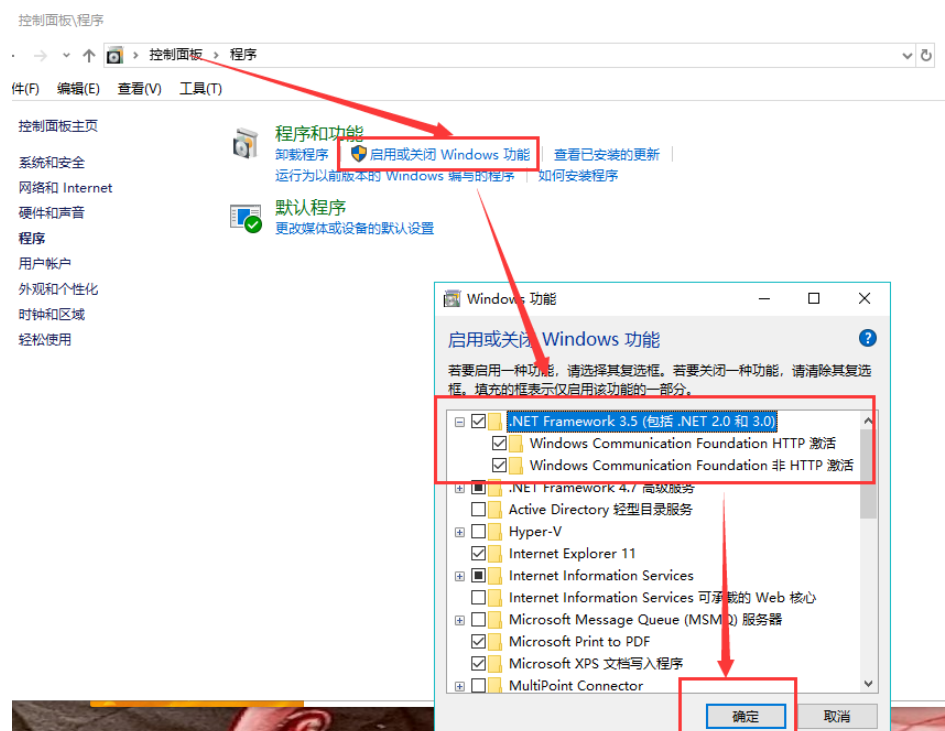 控制面板\程序
控制面板 › 程序
件(F) 编辑(E) 查看(V) 工具(T)
控制面板主页
系统和安全
网络和 Internet
硬件和声音
程序
用户帐户
外观和个性化
时钟和区域
轻松使用
程序和功能
卸载程序 启用或关闭 Windows 功能 查看已安装的更新
运行为以前版本的 Windows 编写的程序 如何安装程序
默认程序
更改媒体或设备的默认设置
Windows 功能
启用或关闭 Windows 功能
若要启用一种功能，请选择其复选框。若要关闭一种功能，请清除其复选
框。填充的框表示仅启用该功能的一部分。
.NET Framework 3.5 (包括 .NET 2.0 和 3.0)
Windows Communication Foundation HTTP 激活
Windows Communication Foundation 非 HTTP 激活
.NET Framework 4.7 高级服务
Active Directory 轻型目录服务
Hyper-V
Internet Explorer 11
Internet Information Services
Internet Information Services 可承载的 Web 核心
Microsoft Message Queue (MSMQ) 服务器
Microsoft Print to PDF
Microsoft XPS 文档写入程序
MultiPoint Connector
确定 取消